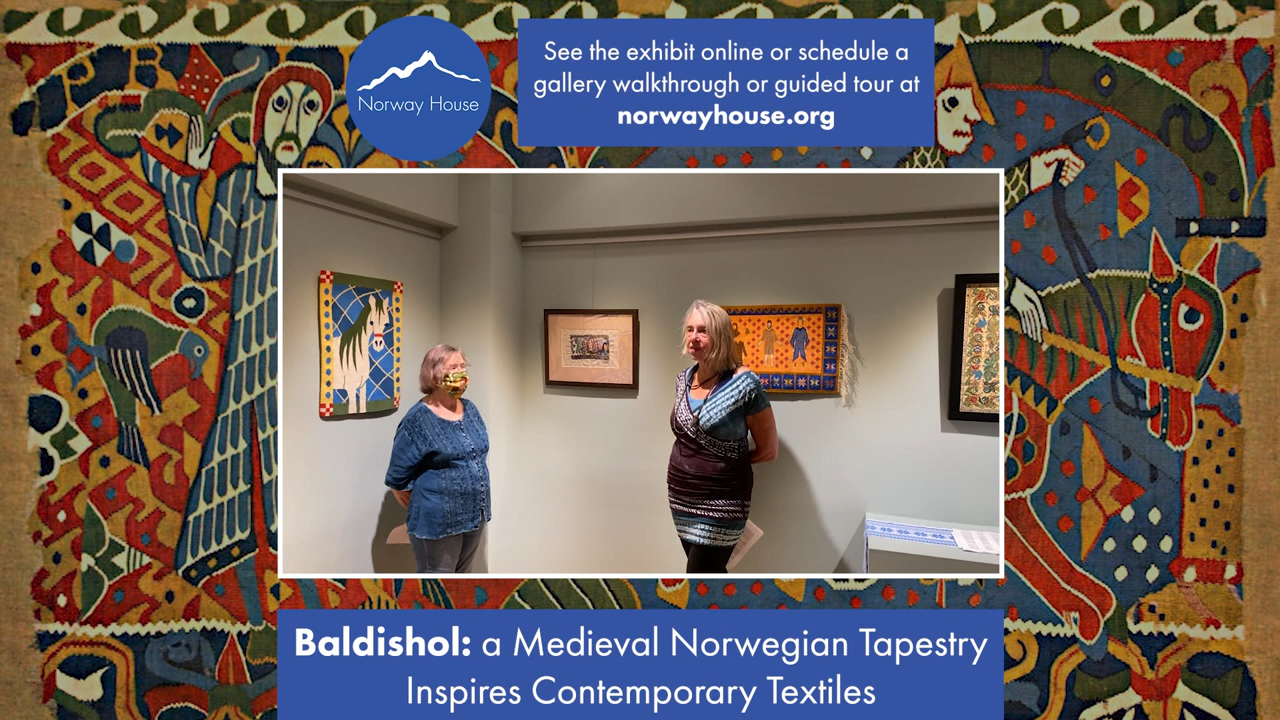 Norway House
See the exhibit online or schedule a
gallery walkthrough or guided tour at
norwayhouse.org
Baldishol: a Medieval Norwegian Tapestry
Inspires Contemporary Textiles